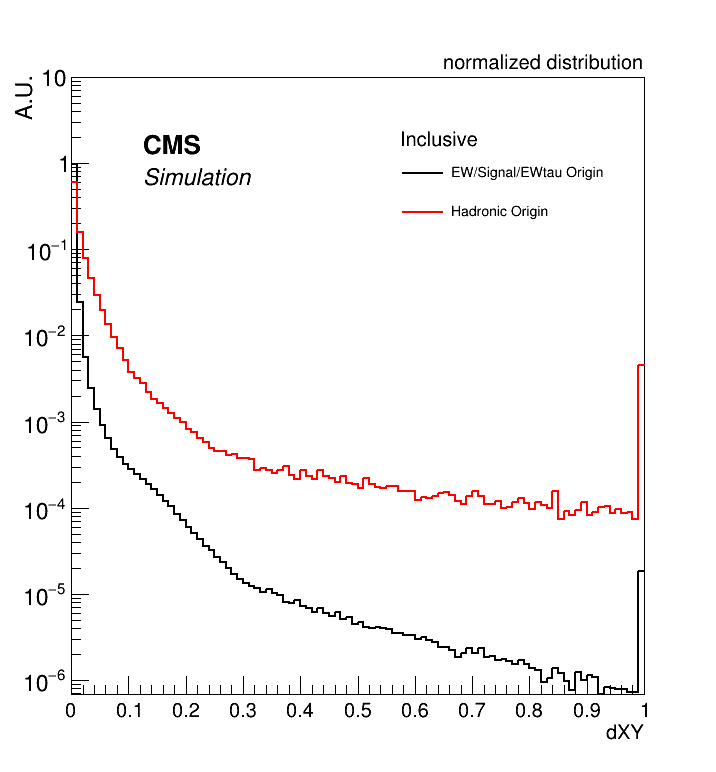 normalized distribution
A.U.
10
CMS
Simulation
Inclusive
EW/Signal/EWtau Origin
Hadronic Origin
1
10⁻¹
10⁻²
10⁻³
10⁻⁴
10⁻⁵
10⁻⁶
0 0.1 0.2 0.3 0.4 0.5 0.6 0.7 0.8 0.9 1
dXY